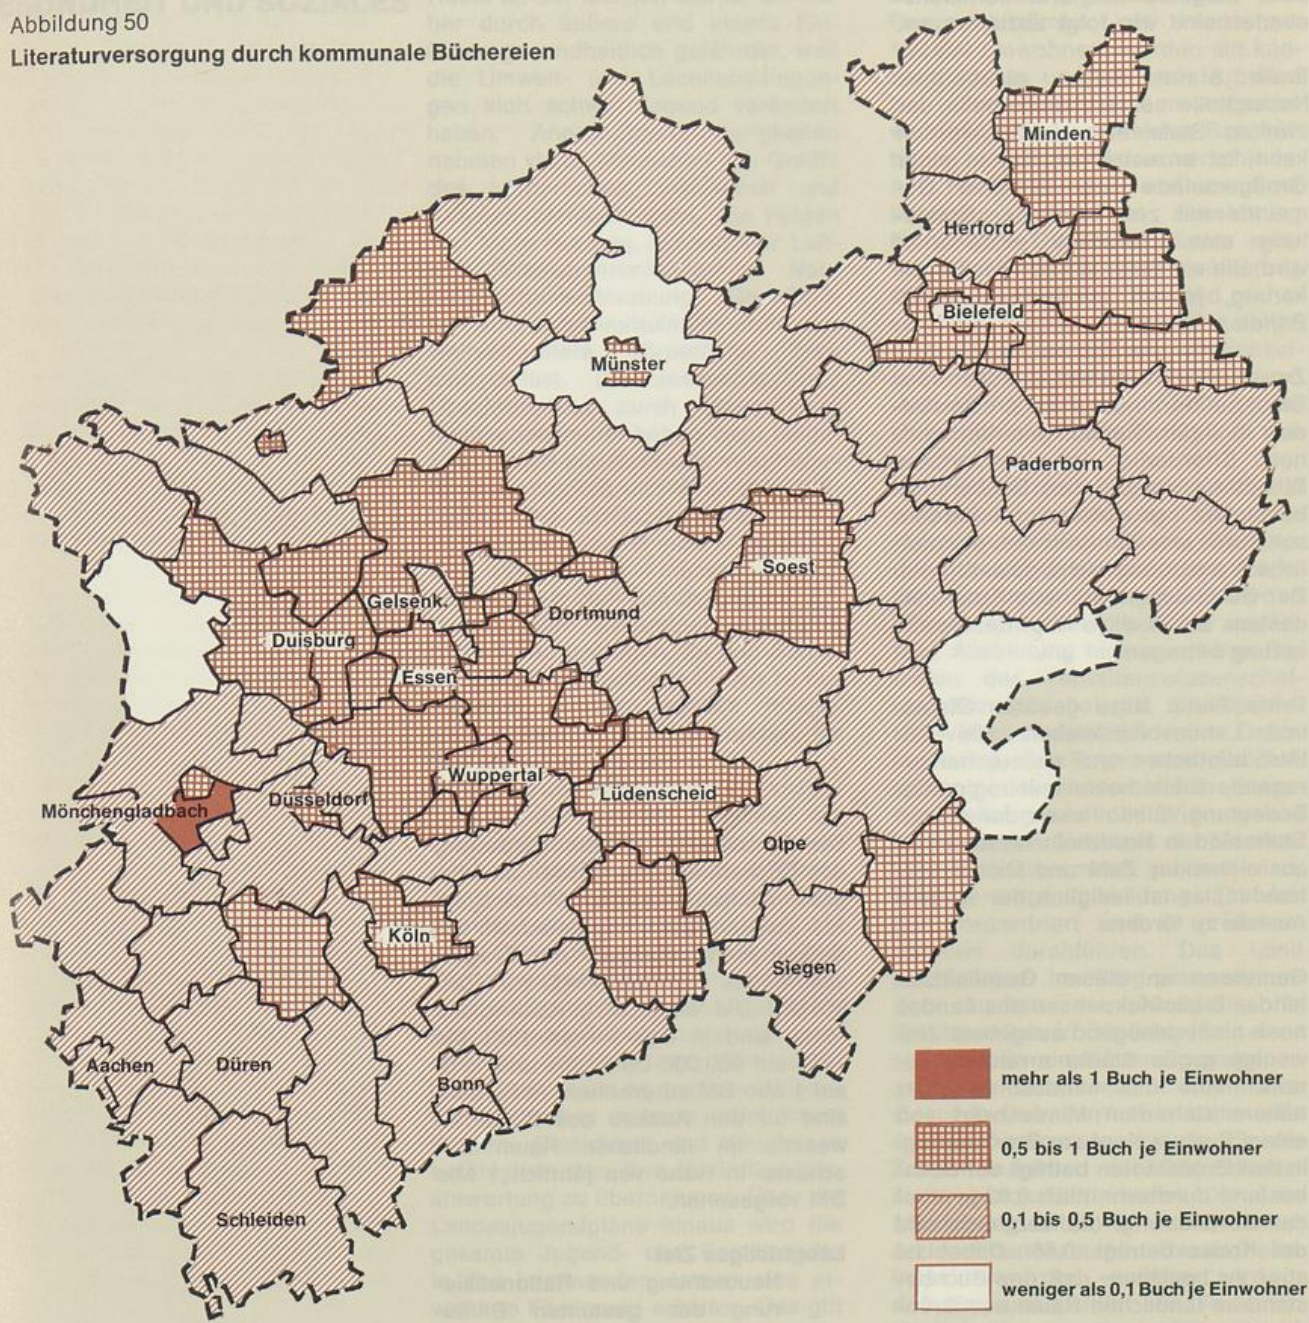 Abbildung 50
Literaturversorgung durch kommunale Büchereien
Minden
Herford
Bielefeld
Münster
Paderborn
Soest
Gelsenk.
Dortmund
Duisburg
Essen
Wuppertal
Lüdenscheid
Mönchengladbach
Düsseldorf
Olpe
Köln
Siegen
Aachen
Düren
Bonn
Schleiden
mehr als 1 Buch je Einwohner
0,5 bis 1 Buch je Einwohner
0,1 bis 0,5 Buch je Einwohner
weniger als 0,1 Buch je Einwohner